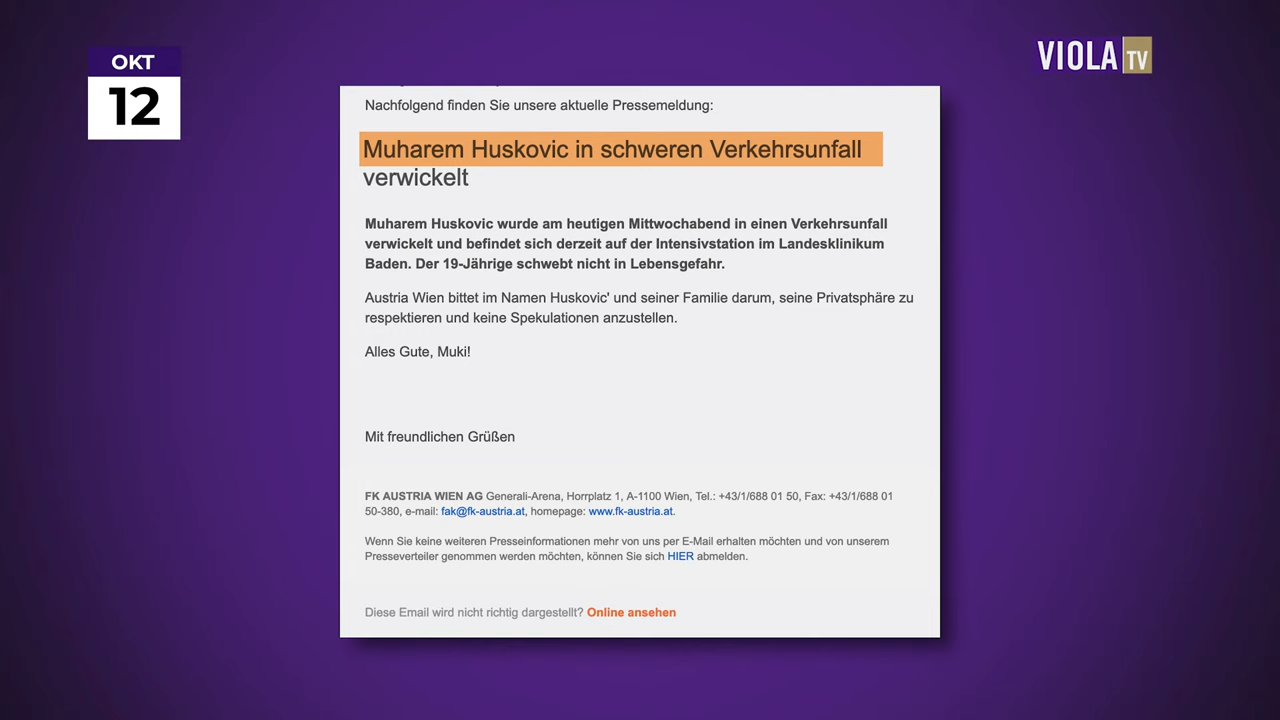 OKT
12
VIOLA TV
Nachfolgend finden Sie unsere aktuelle Pressemeldung:
Muharem Huskovic in schweren Verkehrsunfall
verwickelt
Muharem Huskovic wurde am heutigen Mittwochabend in einen Verkehrsunfall
verwickelt und befindet sich derzeit auf der Intensivstation im Landesklinikum
Baden. Der 19-Jährige schwebt nicht in Lebensgefahr.
Austria Wien bittet im Namen Huskovic' und seiner Familie darum, seine Privatsphäre zu
respektieren und keine Spekulationen anzustellen.
Alles Gute, Muki!
Mit freundlichen Grüßen
FK AUSTRIA WIEN AG Generali-Arena, Horrplatz 1, A-1100 Wien, Tel.: +43/1/688 01 50, Fax: +43/1/688 01
50-380, e-mail: fak@fk-austria.at, homepage: www.fk-austria.at.
Wenn Sie keine weiteren Presseinformationen mehr von uns per E-Mail erhalten möchten und von unserem
Presseverteiler genommen werden möchten, können Sie sich HIER abmelden.
Diese Email wird nicht richtig dargestellt? Online ansehen